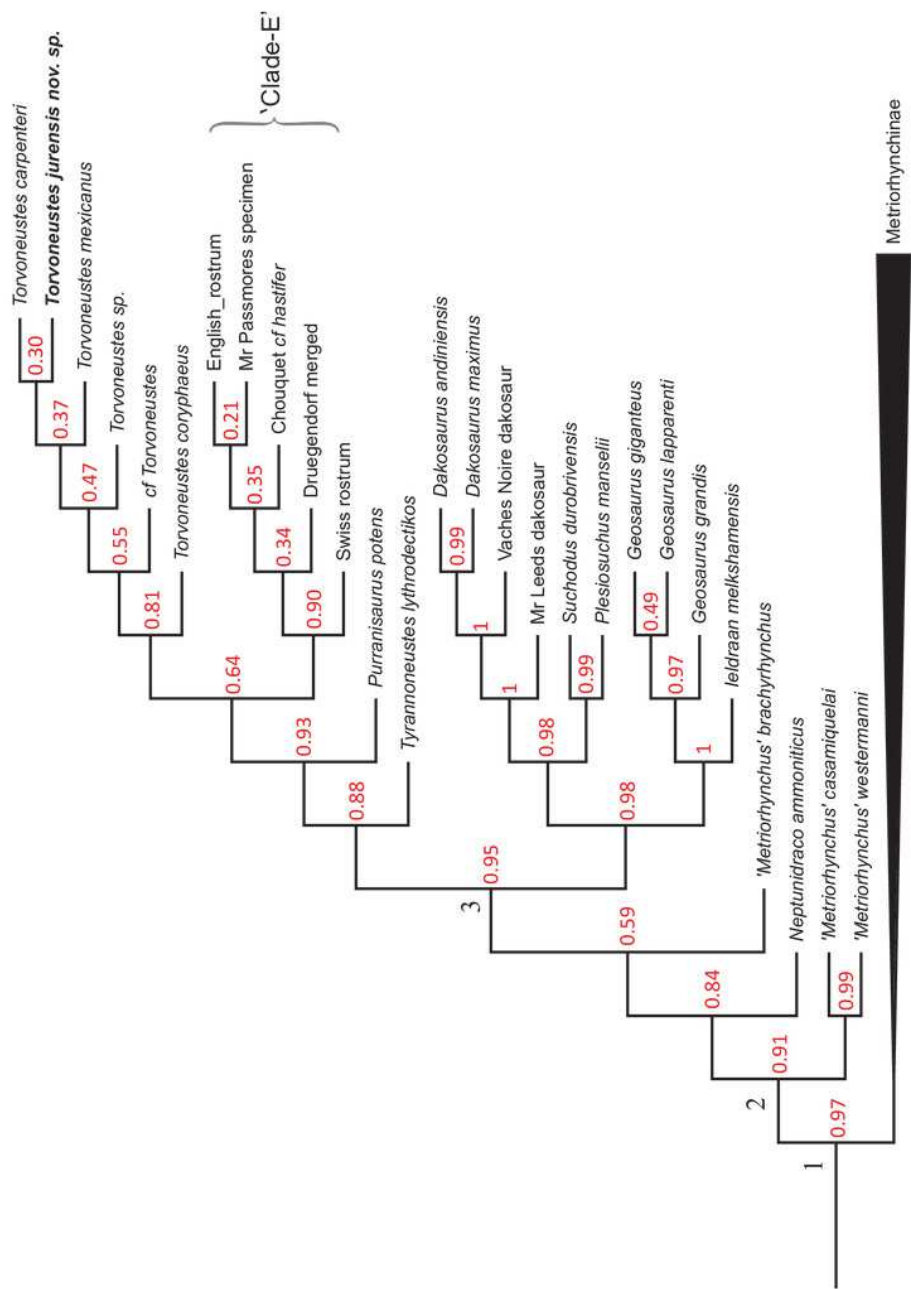 Torvoneustes carpenteri
0.30
Torvoneustes jurensis nov. sp.
0.37
Torvoneustes mexicanus
0.47
Torvoneustes sp.
0.55
cf Torvoneustes
0.81
Torvoneustes coryphaeus
0.64
English_rostrum
0.21
Mr Passmores specimen
0.35
Chouquet cf hastifer
0.34
Druegendorf merged
0.90
Swiss rostrum
'Clade-E'
0.93
Purranisaurus potens
0.88
Tyrannoneustes lythrodectikos
3
0.95
Dakosaurus andiniensis
0.99
Dakosaurus maximus
1
Vaches Noire dakosaur
1
Mr Leeds dakosaur
0.98
Suchodus durobrivensis
0.99
Plesiosuchus manselii
0.98
Geosaurus giganteus
0.49
Geosaurus lapparenti
0.97
Geosaurus grandis
1
Ieldraan melkshamensis
0.59
'Metriorhynchus' brachyrhynchus
0.84
Neptunidraco ammoniticus
2
0.91
'Metriorhynchus' casamiquelai
0.99
'Metriorhynchus' westermanni
1
0.97
Metriorhynchinae